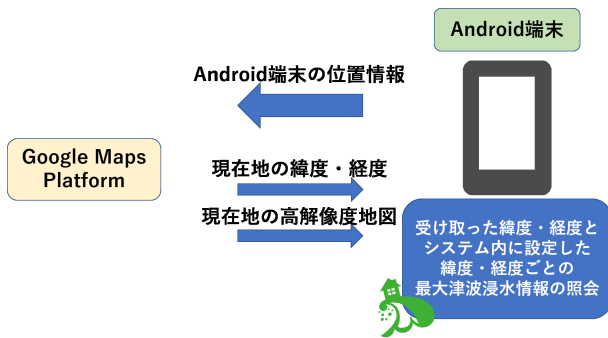 Android端末
Android端末の位置情報
Google Maps
Platform
現在地の緯度・経度
現在地の高解像度地図
受け取った緯度・経度と
システム内に設定した
緯度・経度ごとの
最大津波浸水情報の照会